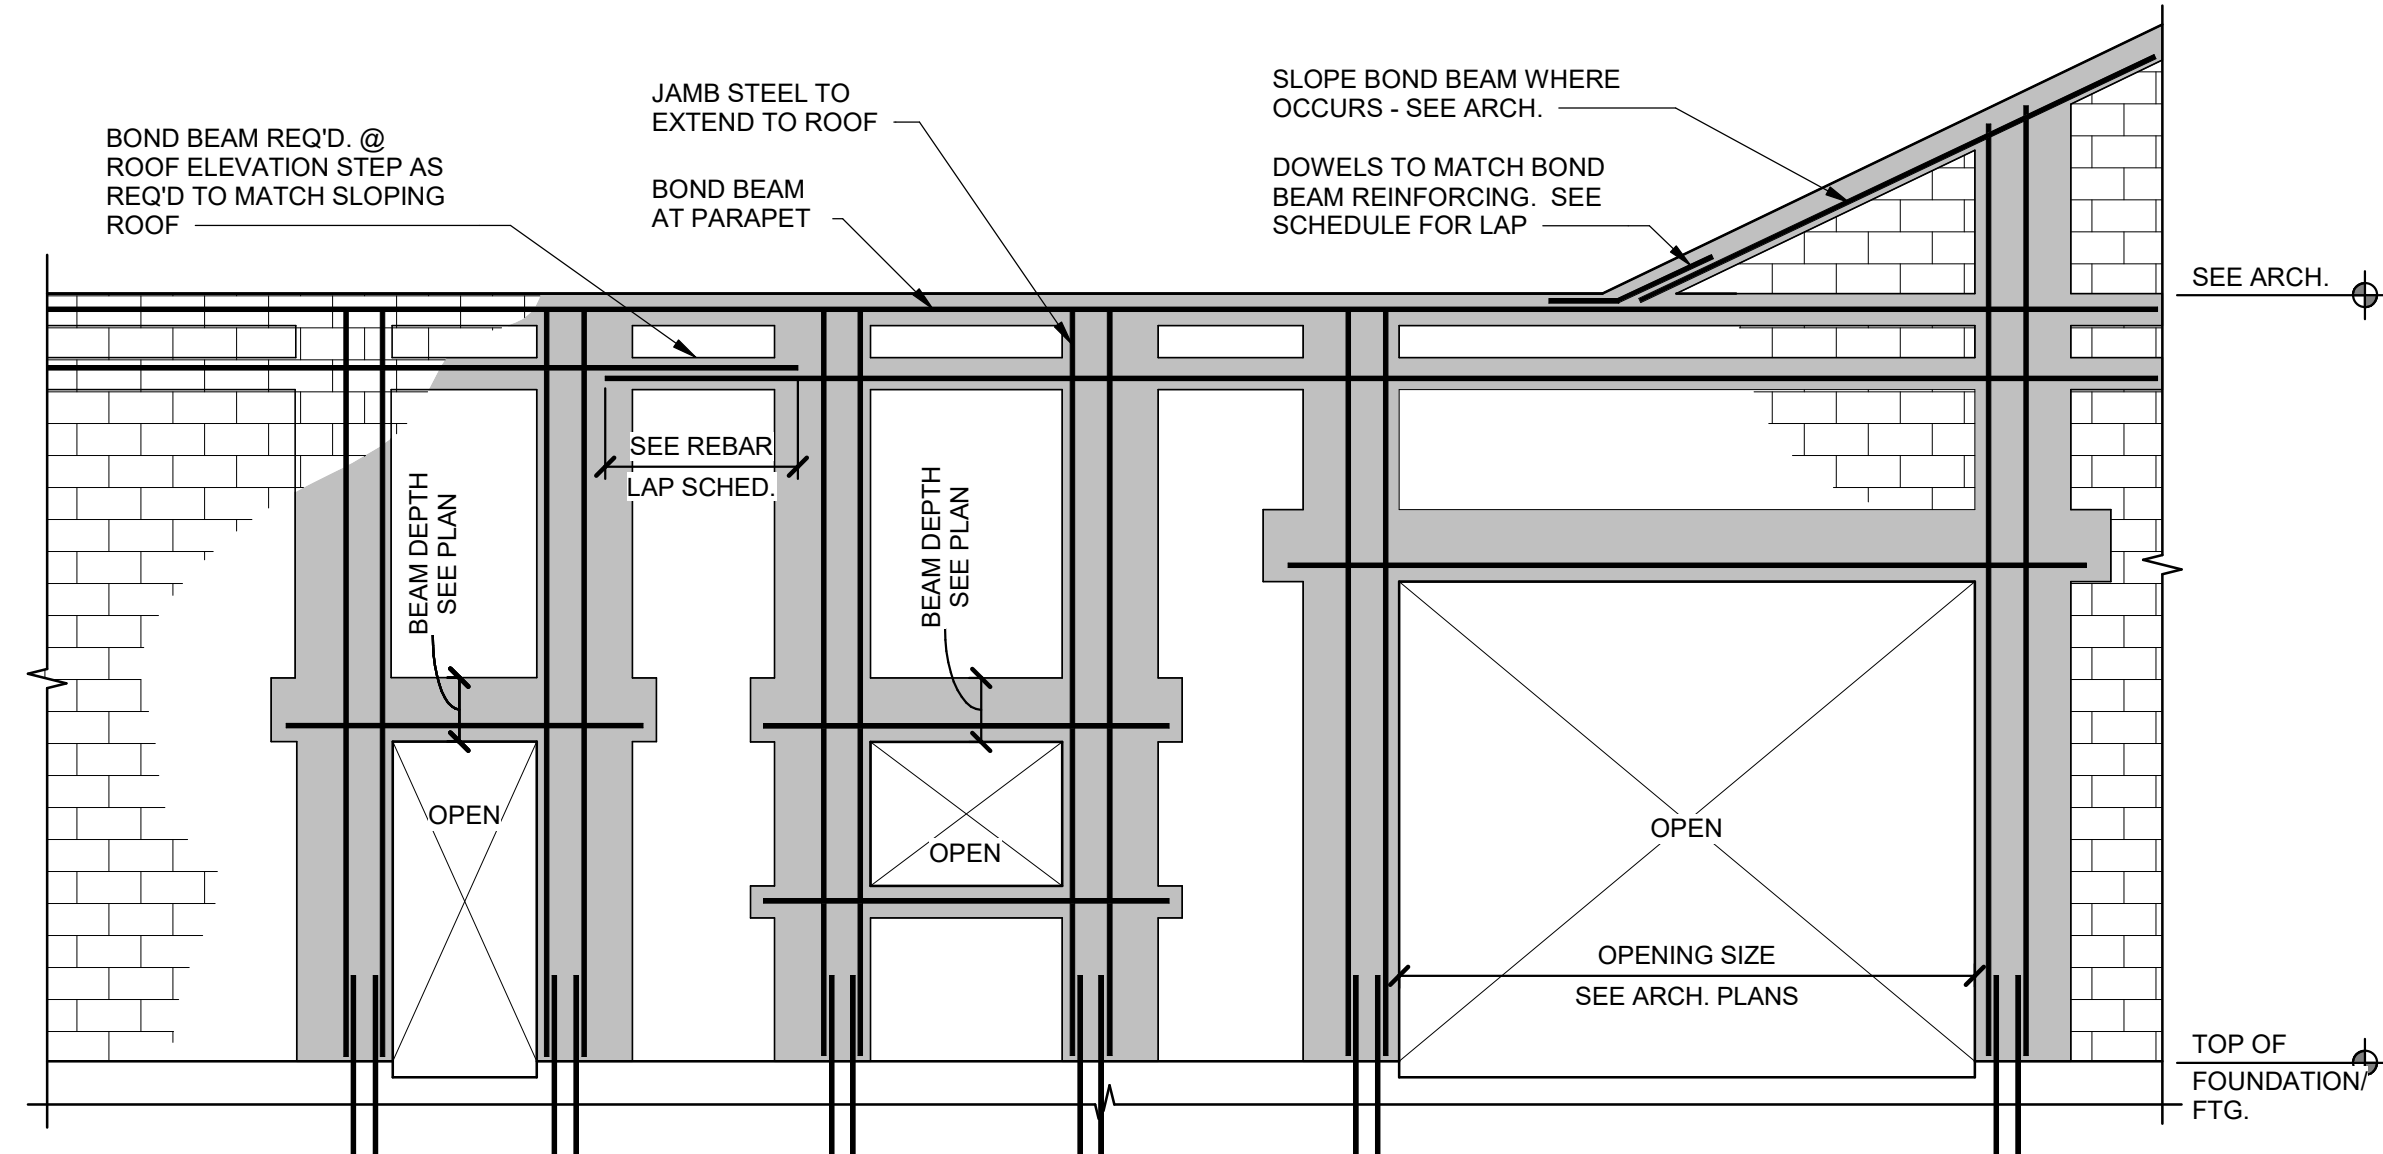 JAMB STEEL TO
EXTEND TO ROOF
SLOPE BOND BEAM WHERE
OCCURS - SEE ARCH.
BOND BEAM REQ'D. @
ROOF ELEVATION STEP AS
REQ'D TO MATCH SLOPING
ROOF
BOND BEAM
AT PARAPET
DOWELS TO MATCH BOND
BEAM REINFORCING.  SEE
SCHEDULE FOR LAP
SEE ARCH.
SEE REBAR
LAP SCHED.
BEAM DEPTH
SEE PLAN
BEAM DEPTH
SEE PLAN
OPEN
OPEN
OPEN
OPENING SIZE
SEE ARCH. PLANS
TOP OF
FOUNDATION/
FTG.